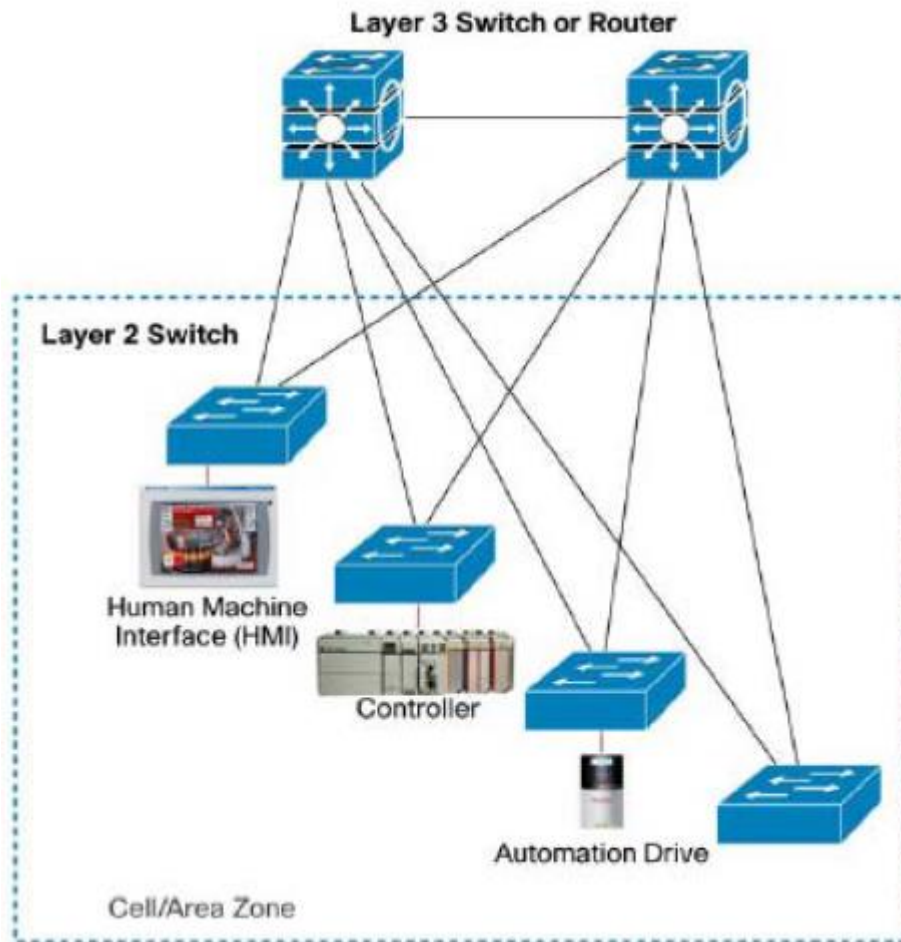 Layer 3 Switch or Router
Layer 2 Switch
Human Machine
Interface (HMI)
Controller
Automation Drive
Cell/Area Zone